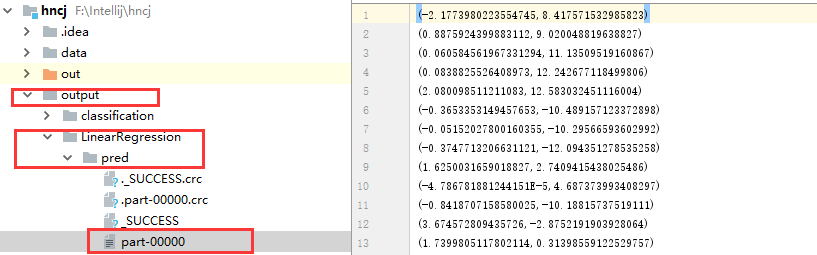 hncj F:\Intellij\hncj
.idea
data
out
output
classification
LinearRegression
pred
._SUCCESS.crc
.part-00000.crc
_SUCCESS
part-00000
1 (-2.1773980223554745,8.417571532985823)
2 (0.8875924399883112,9.020048819638827)
3 (0.060584561967331294,11.13509519160867)
4 (0.0838825526408973,12.242677118499806)
5 (2.080098511211083,12.583032451116004)
6 (-0.3653353149457653,-10.489157123372898)
7 (-0.05152027800160355,-10.29566593602992)
8 (-0.3747713206631121,-12.094351278535258)
9 (1.6250031659018827,2.7409415438025486)
10 (-4.786781881244151E-5,4.687373993408297)
11 (-0.8418707158580025,-10.18815737519111)
12 (3.674572809435726,-2.8752191903928064)
13 (1.7399805117802114,0.31398559122529757)